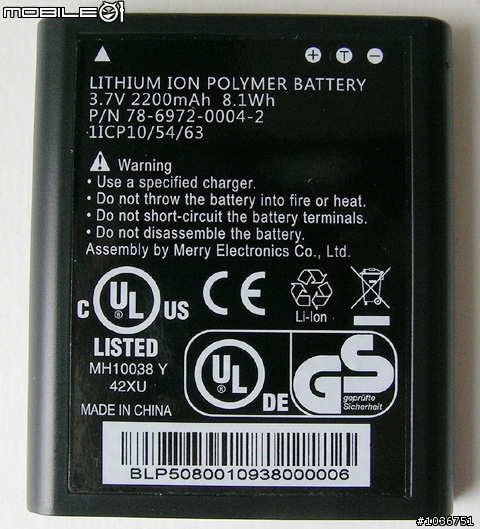 MOBILE01
+ T −
LITHIUM ION POLYMER BATTERY
3.7V 2200mAh 8.1Wh
P/N 78-6972-0004-2
1ICP10/54/63
Warning
• Use a specified charger.
• Do not throw the battery into fire or heat.
• Do not short-circuit the battery terminals.
• Do not disassemble the battery.
Assembly by Merry Electronics Co., Ltd.
C UL US CE
Li-Ion
LISTED
MH10038 Y
42XU
UL DE GS
geprüfte
Sicherheit
MADE IN CHINA
BLP5080010938000006
#1036751